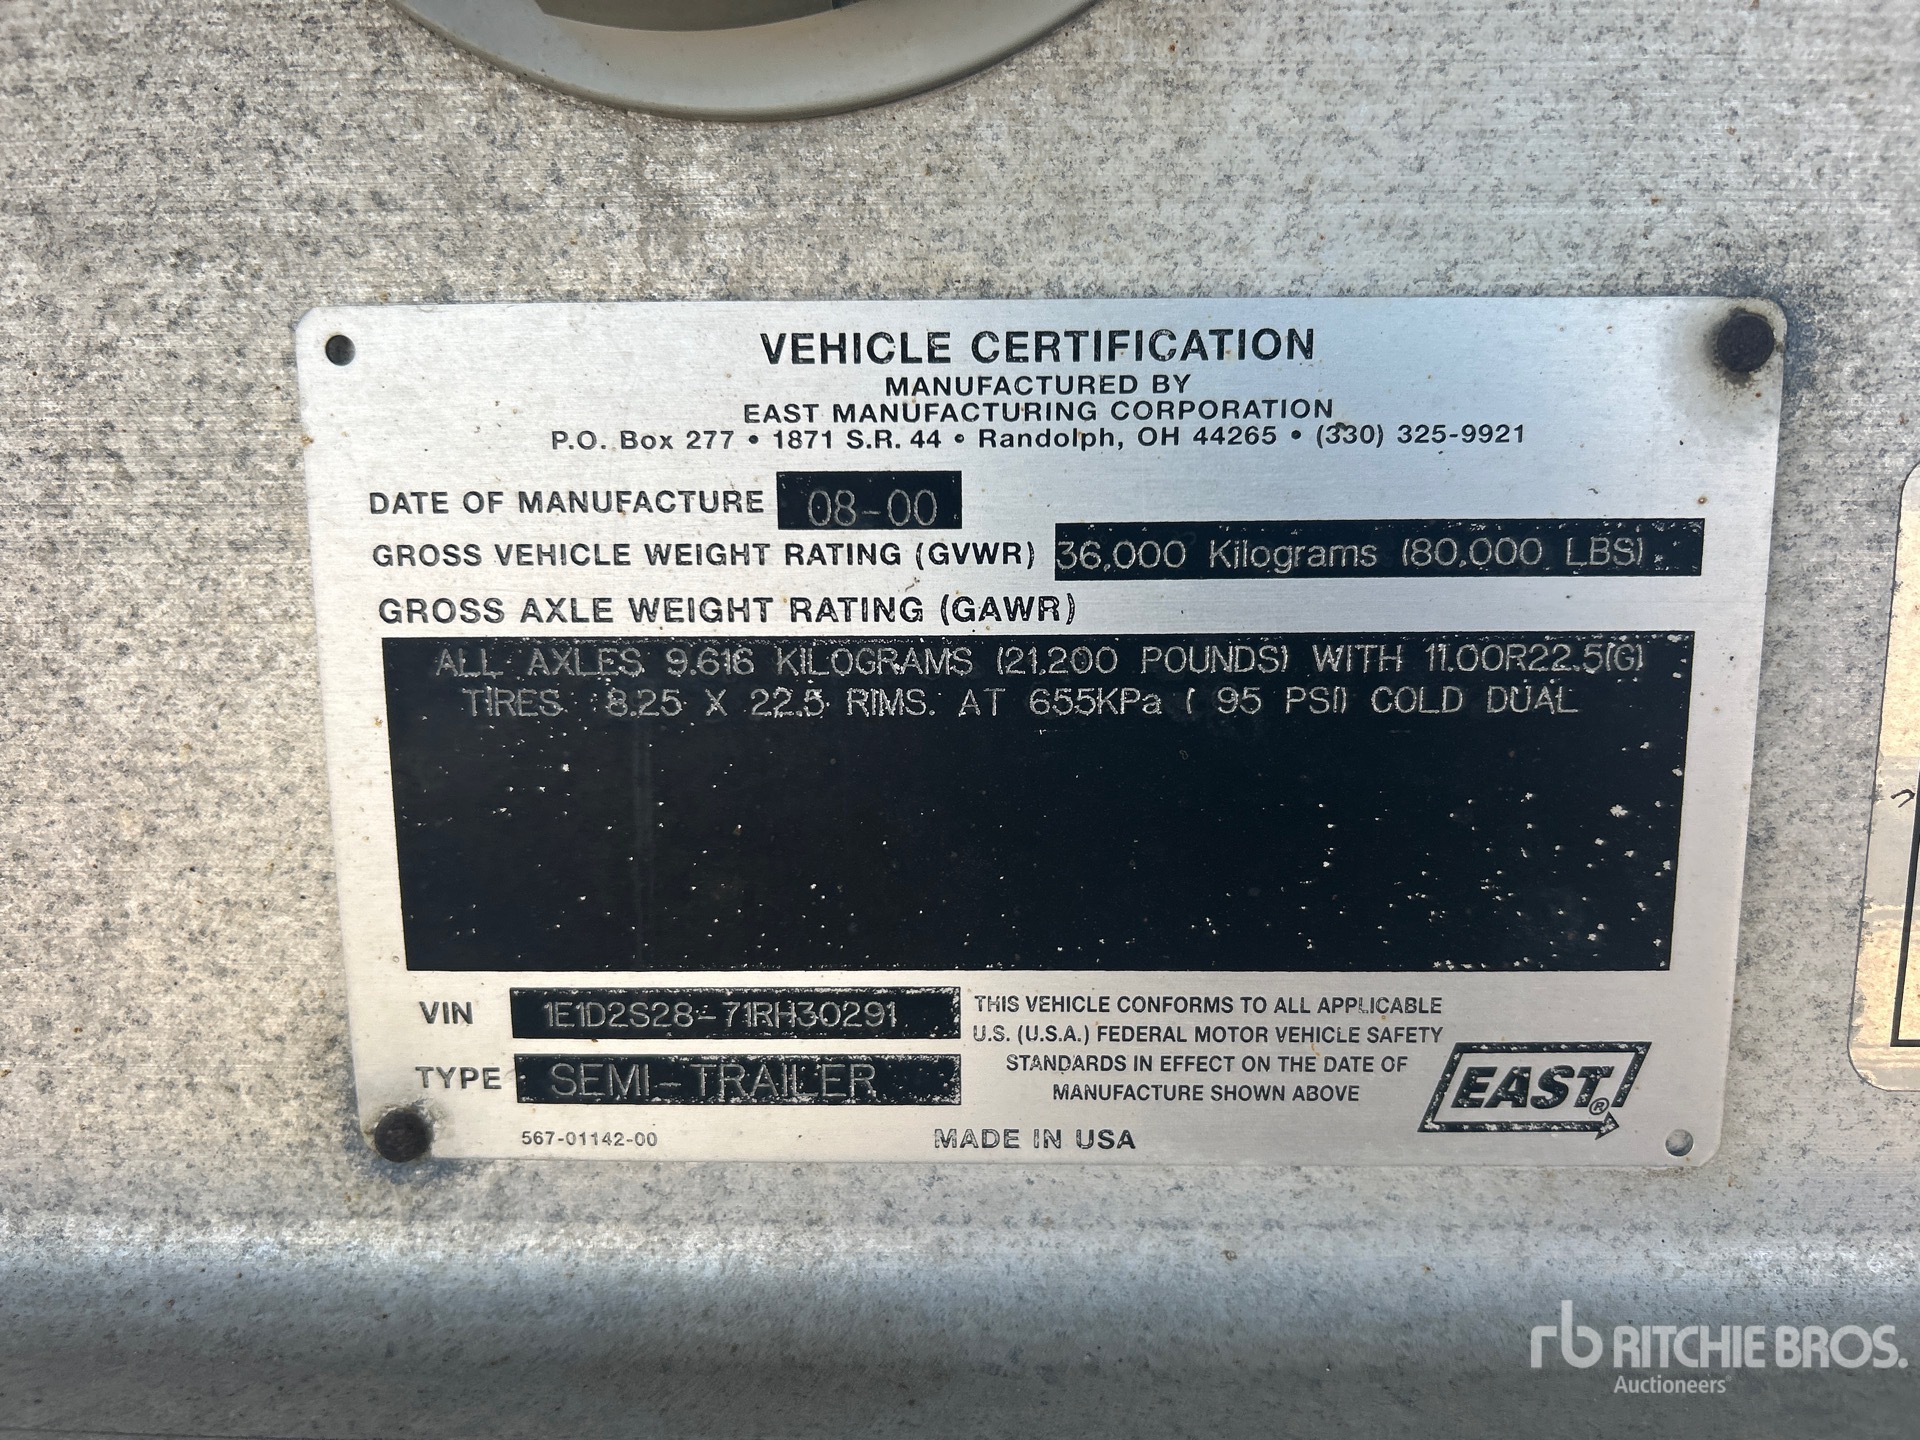 VEHICLE CERTIFICATION
MANUFACTURED BY
EAST MANUFACTURING CORPORATION
P.O. Box 277 • 1871 S.R. 44 • Randolph, OH 44265 • (330) 325-9921
DATE OF MANUFACTURE 08-00
GROSS VEHICLE WEIGHT RATING (GVWR) 36,000 Kilograms (80,000 LBS).
GROSS AXLE WEIGHT RATING (GAWR)
ALL AXLES 9,616 KILOGRAMS (21,200 POUNDS) WITH 11.00R22.5(G)
TIRES 8.25 X 22.5 RIMS. AT 655KPa ( 95 PSI) COLD DUAL
VIN 1E1D2S28-71RH30291
TYPE SEMI-TRAILER
THIS VEHICLE CONFORMS TO ALL APPLICABLE
U.S. (U.S.A.) FEDERAL MOTOR VEHICLE SAFETY
STANDARDS IN EFFECT ON THE DATE OF
MANUFACTURE SHOWN ABOVE
EAST®
567-01142-00
MADE IN USA
rb RITCHIE BROS.
Auctioneers